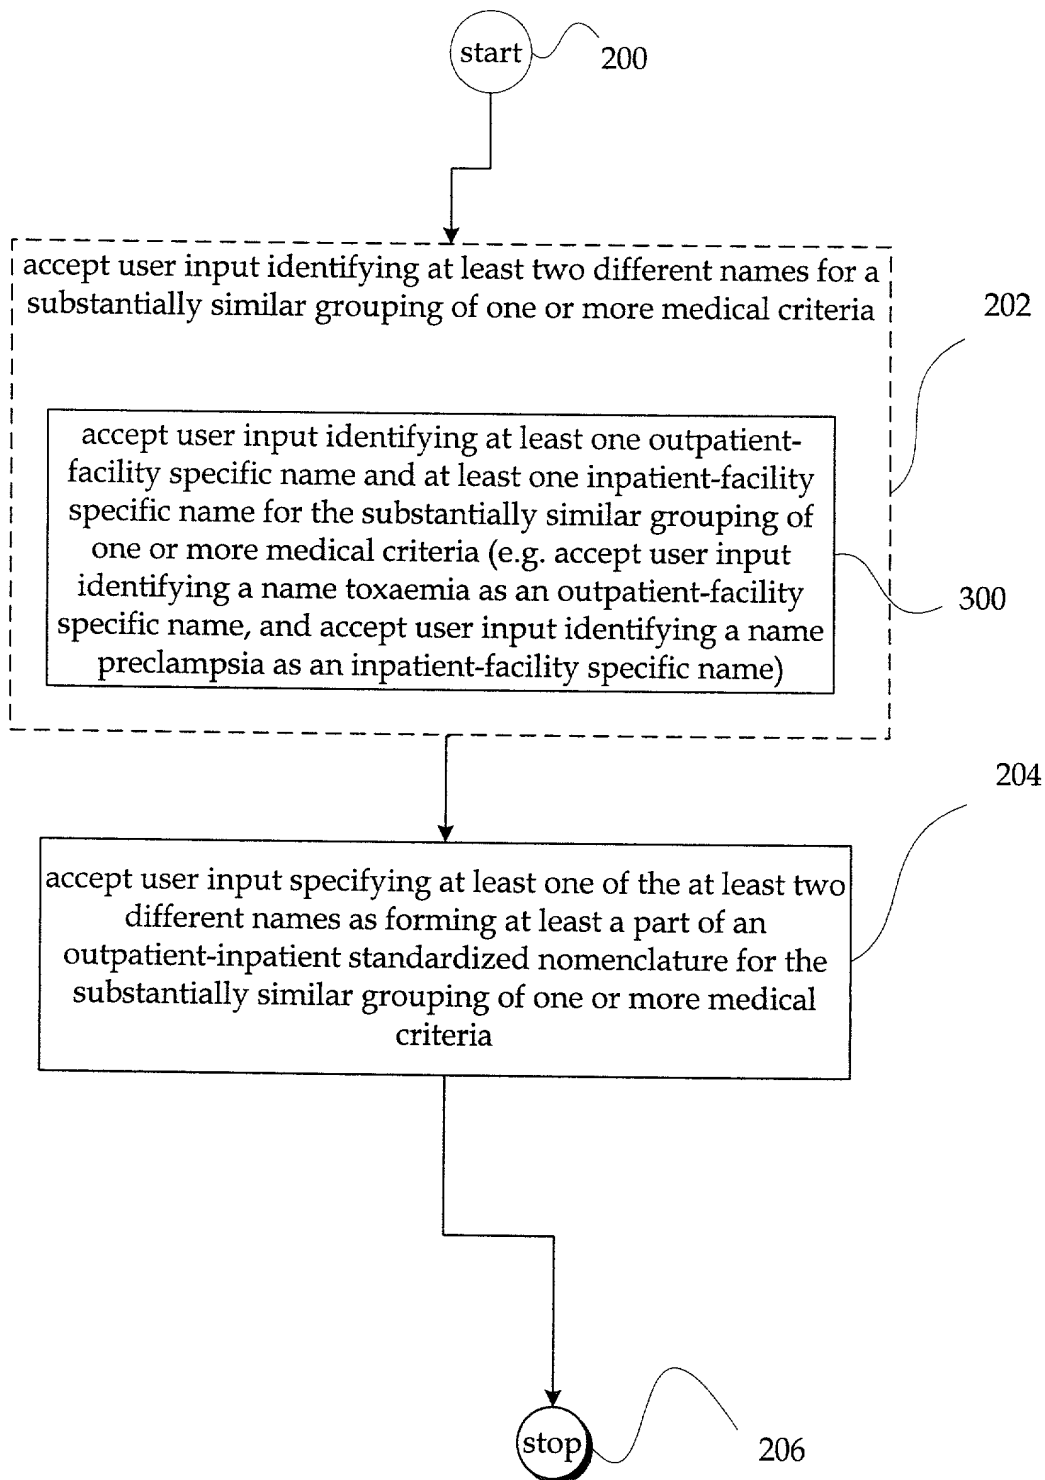 start
200
accept user input identifying at least two different names for a
substantially similar grouping of one or more medical criteria
202
accept user input identifying at least one outpatient-
facility specific name and at least one inpatient-facility
specific name for the substantially similar grouping of
one or more medical criteria (e.g. accept user input
identifying a name toxaemia as an outpatient-facility
specific name, and accept user input identifying a name
preclampsia as an inpatient-facility specific name)
300
204
accept user input specifying at least one of the at least two
different names as forming at least a part of an
outpatient-inpatient standardized nomenclature for the
substantially similar grouping of one or more medical
criteria
stop
206